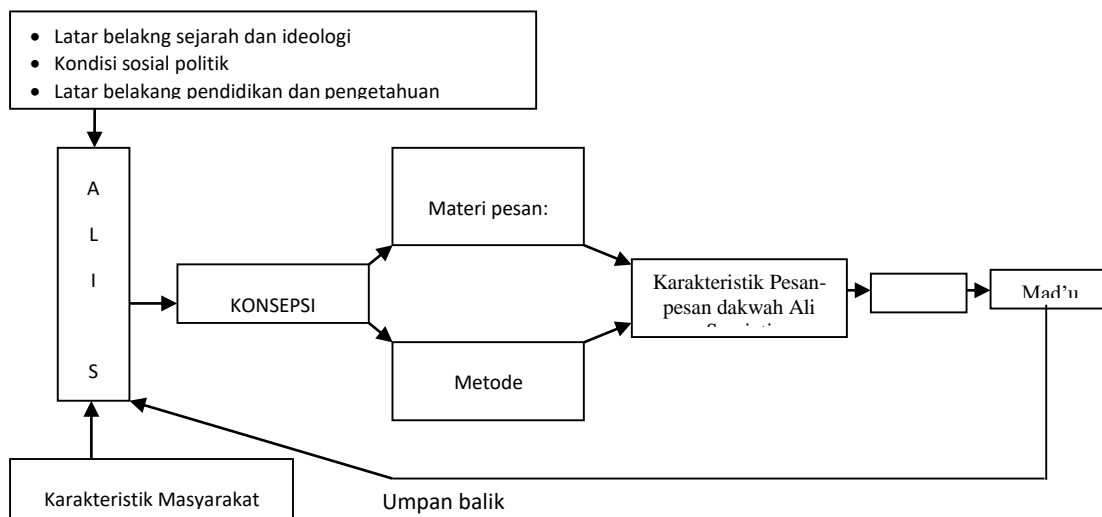 • Latar belakng sejarah dan ideologi
• Kondisi sosial politik
• Latar belakang pendidikan dan pengetahuan
A
L
I
S
KONSEPSI
Materi pesan:
Metode
Karakteristik Pesan-
pesan dakwah Ali
Mad'u
Karakteristik Masyarakat
Umpan balik